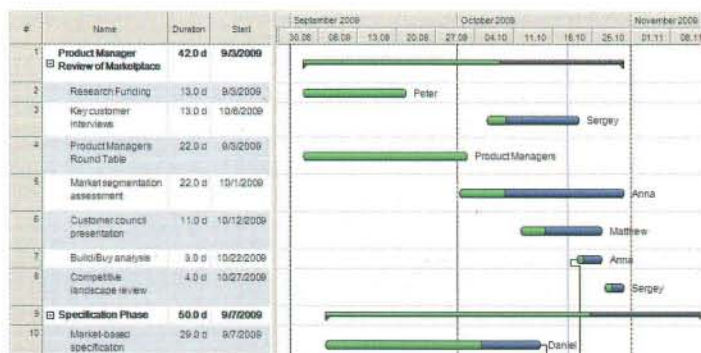 September 2009 October 2009 November 2009
# Name Duration Start
30.08 06.08 13.08 20.08 27.09 04.10 11.10 18.10 25.10 01.11 08.11
1 Product Manager 42.0 d 9/3/2009
Review of Marketplace
2 Research Funding 13.0 d 9/3/2009 Peter
3 Key customer 13.0 d 10/6/2009
interviews Sergey
4 Product Managers 22.0 d 9/3/2009
Round Table Product Managers
5 Market segmentation 22.0 d 10/1/2009
assessment Anna
6 Customer council 11.0 d 10/12/2009
presentation Matthew
7 Build/Buy analysis 10/22/2009 Anna
8 Competitive 4.0 d 10/27/2009
landscape review Sergey
9 Specification Phase 50.0 d 9/7/2009
10 Market-based 29.0 d 9/7/2009
specification Daniel